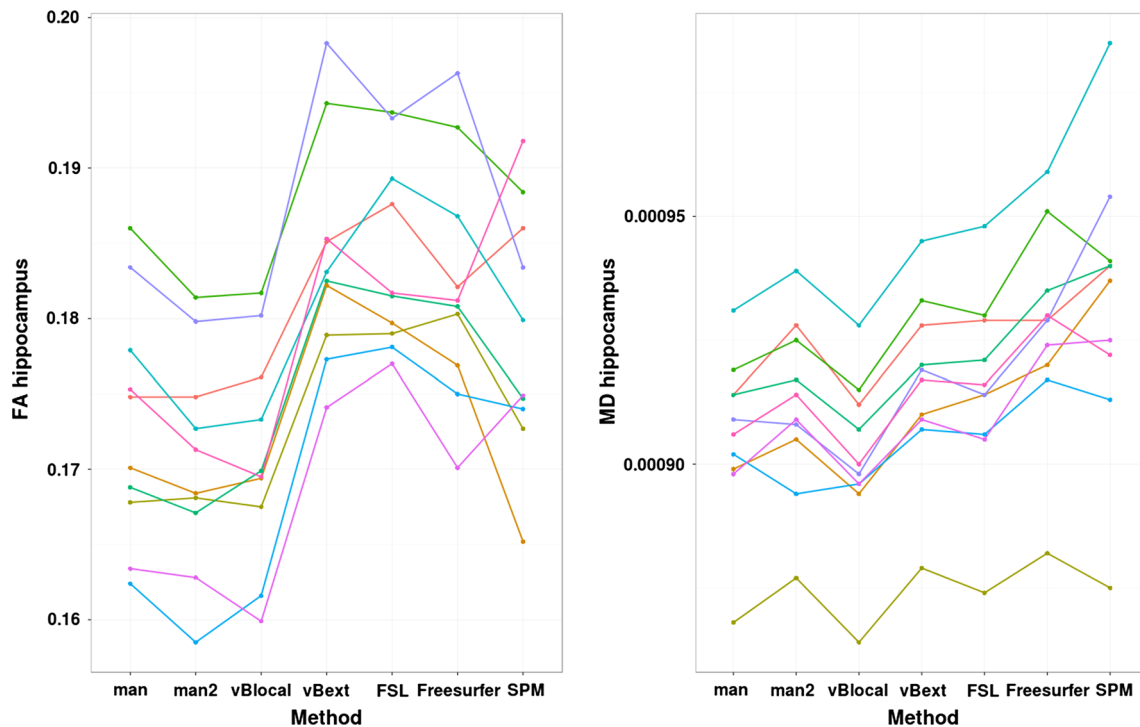 FA hippocampus
0.20
0.19
0.18
0.17
0.16
man man2 vBlocal vBext FSL Freesurfer SPM
Method
MD hippocampus
0.00095
0.00090
man man2 vBlocal vBext FSL Freesurfer SPM
Method